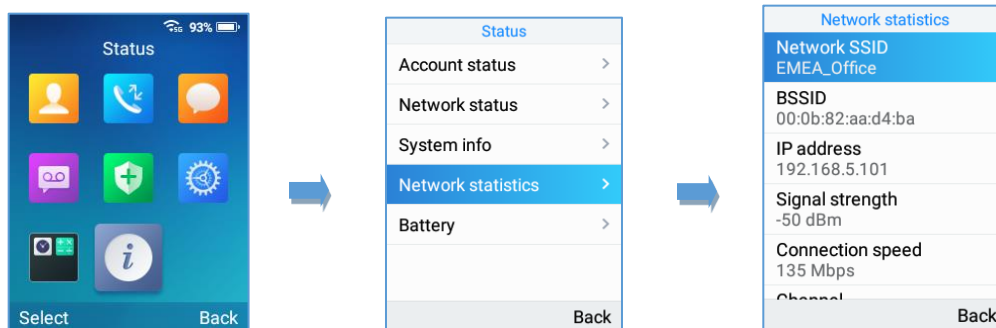 5G 93%
Status
Select Back
Status
Account status
Network status
System info
Network statistics
Battery
Back
Network statistics
Network SSID
EMEA_Office
BSSID
00:0b:82:aa:d4:ba
IP address
192.168.5.101
Signal strength
-50 dBm
Connection speed
135 Mbps
Channel
Back